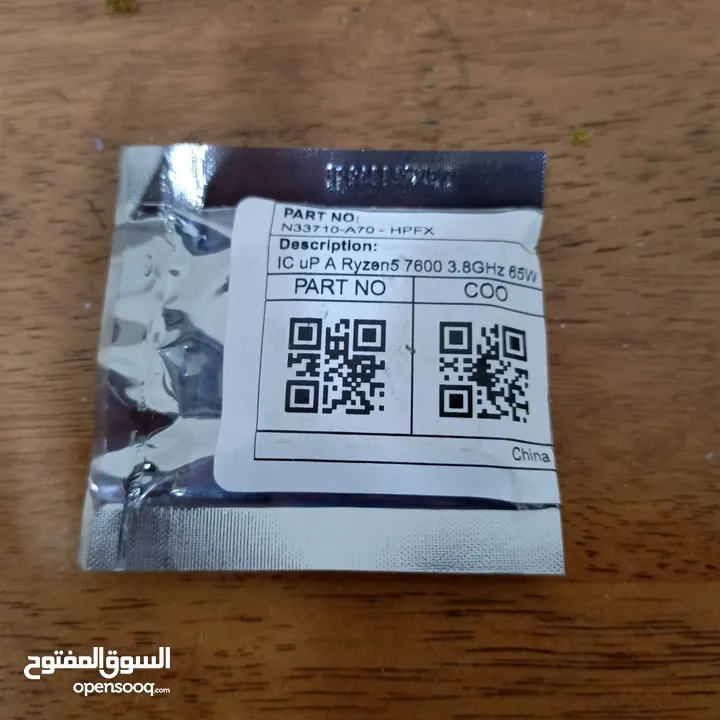 PART NO:
N33710-A70 - HPFX
Description:
IC uP A Ryzen5 7600 3.8GHz 65W
PART NO COO
China
السوق المفتوح
opensooq.com